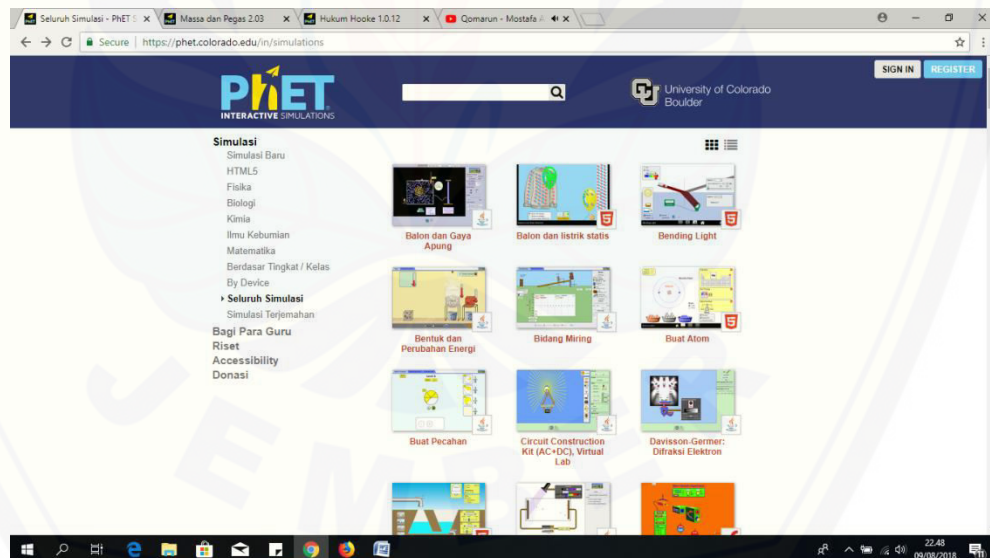 Seluruh Simulasi - PhET S
Massa dan Pegas 2.03
Hukum Hooke 1.0.12
Qomarun - Mostafa
Secure
https://phet.colorado.edu/in/simulations
SIGN IN
REGISTER
PhET
INTERACTIVE SIMULATIONS
University of Colorado
Boulder
Simulasi
Simulasi Baru
HTML5
Fisika
Biologi
Kimia
Ilmu Kebumian
Matematika
Berdasar Tingkat / Kelas
By Device
Seluruh Simulasi
Simulasi Terjemahan
Bagi Para Guru
Riset
Accessibility
Donasi
Balon dan Gaya
Apung
Balon dan listrik statis
Bending Light
Bentuk dan
Perubahan Energi
Bidang Miring
Buat Atom
Buat Pecahan
Circuit Construction
Kit (AC+DC), Virtual
Lab
Davisson-Germer:
Difraksi Elektron
JEMBER
22.48
09/08/2018